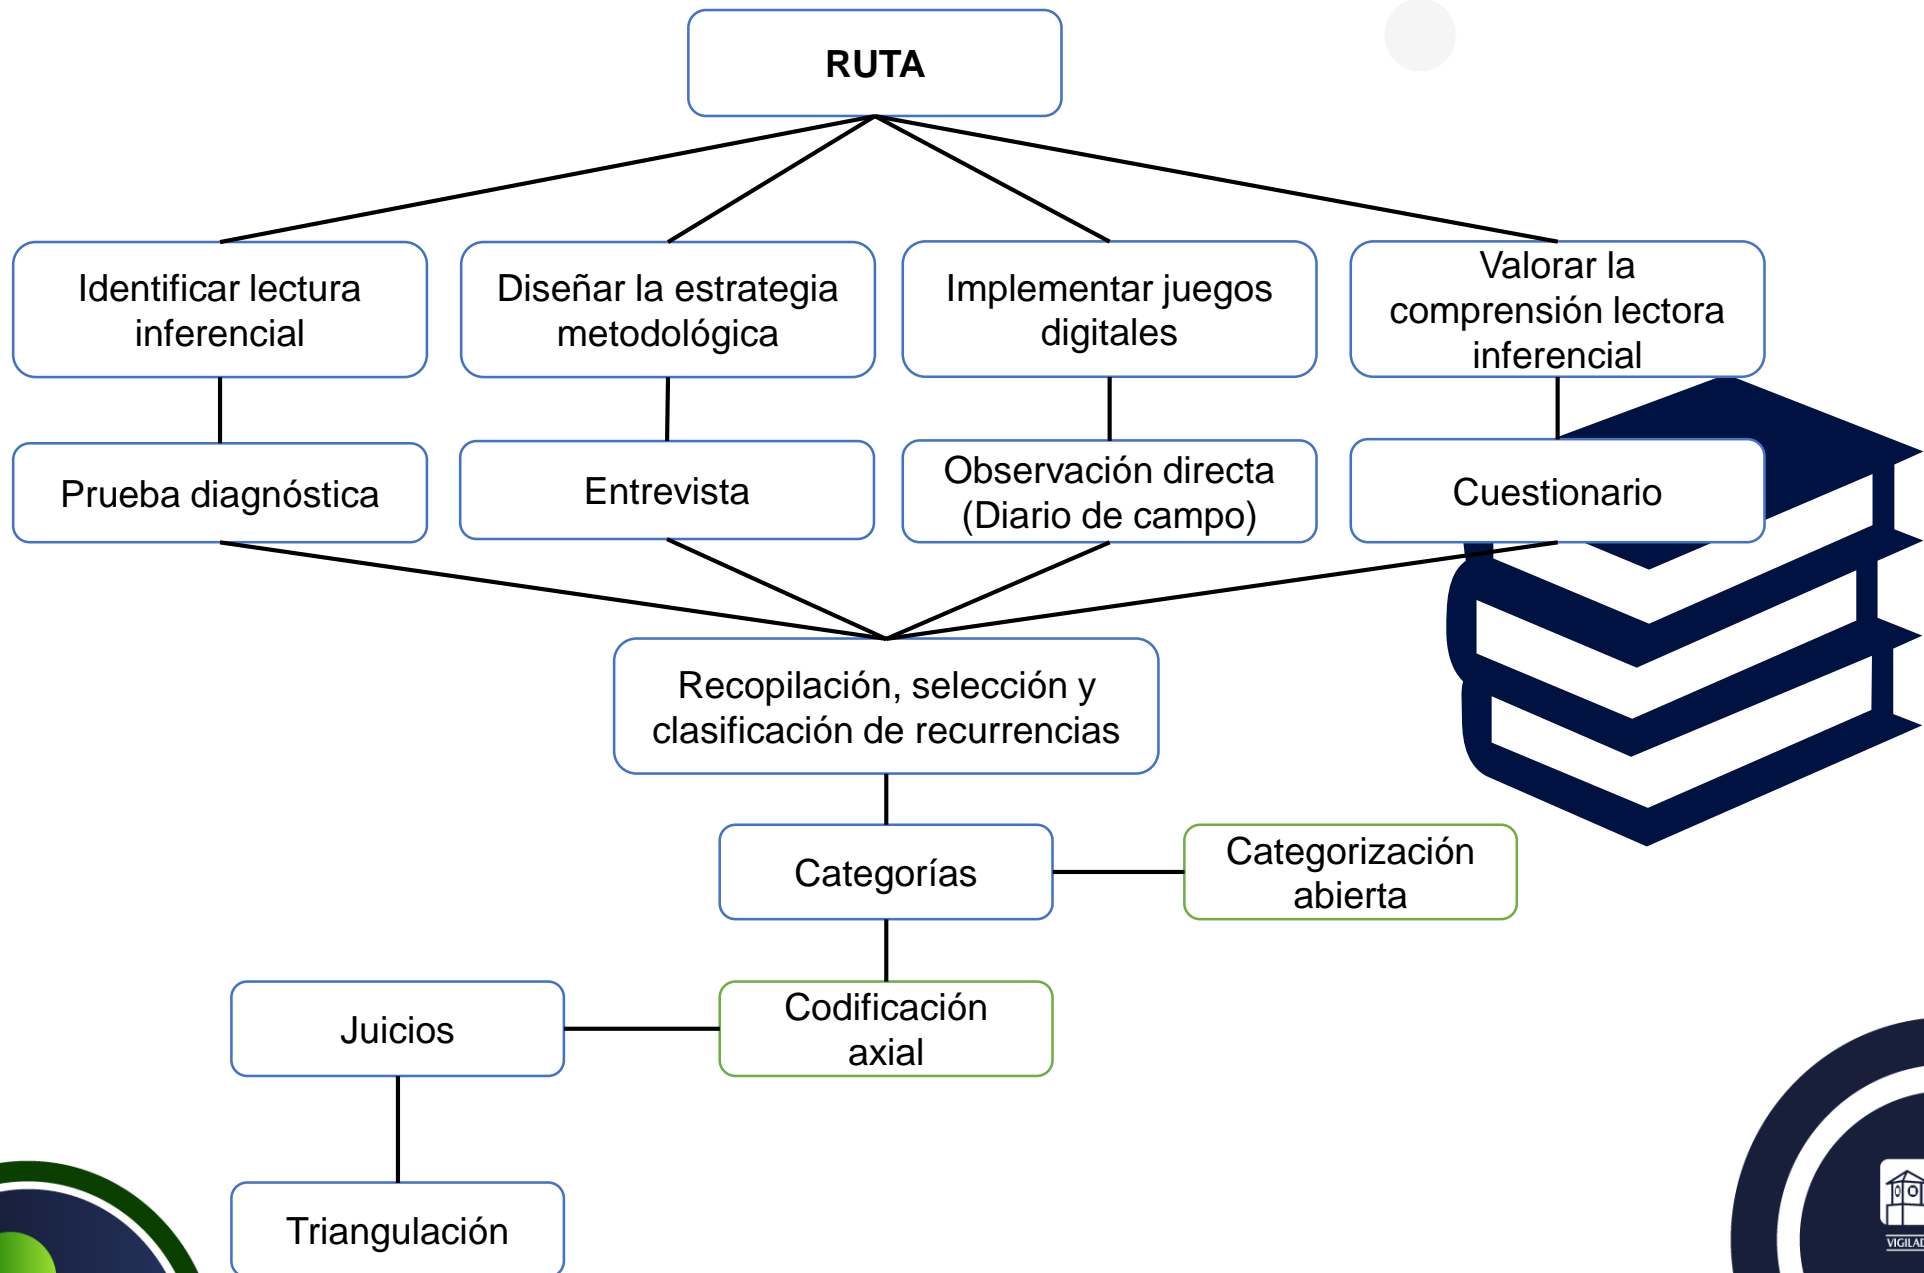 RUTA
Identificar lectura
inferencial
Diseñar la estrategia
metodológica
Implementar juegos
digitales
Valorar la
comprensión lectora
inferencial
Prueba diagnóstica
Entrevista
Observación directa
(Diario de campo)
Cuestionario
Recopilación, selección y
clasificación de recurrencias
Categorías
Categorización
abierta
Juicios
Codificación
axial
Triangulación